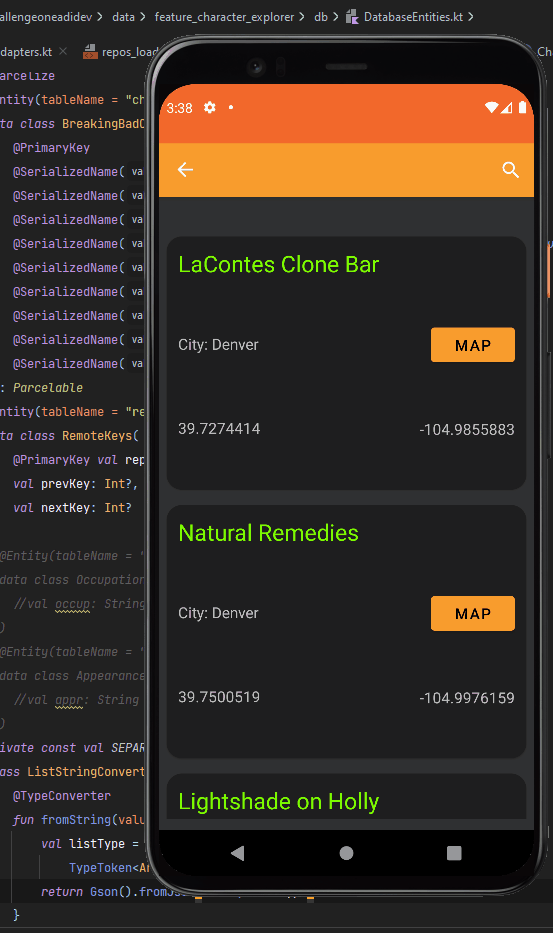 allengeoneadidev > data > feature_character_explorer > db > DatabaseEntities.kt >
dapters.kt × repos_load
Ch
arcelize
ntity(tableName = "ch
ta class BreakingBadC
@PrimaryKey
@SerializedName( va
@SerializedName( va
@SerializedName( va
@SerializedName( va
@SerializedName( va
@SerializedName( va
@SerializedName( va
@SerializedName( va
@SerializedName( va
: Parcelable
ntity(tableName = "re
ta class RemoteKeys(
@PrimaryKey val rep
val prevKey: Int?,
val nextKey: Int?
@Entity(tableName = "
data class Occupation
//val occup: String
)
@Entity(tableName = "
data class Appearance
//val appr: String
)
ivate const val SEPAR
ass ListStringConvert
@TypeConverter
fun fromString(valu
val listType =
TypeToken<Ar
return Gson().fromJso
}
3:38
LaContes Clone Bar
City: Denver
MAP
39.7274414 -104.9855883
Natural Remedies
City: Denver
MAP
39.7500519 -104.9976159
Lightshade on Holly